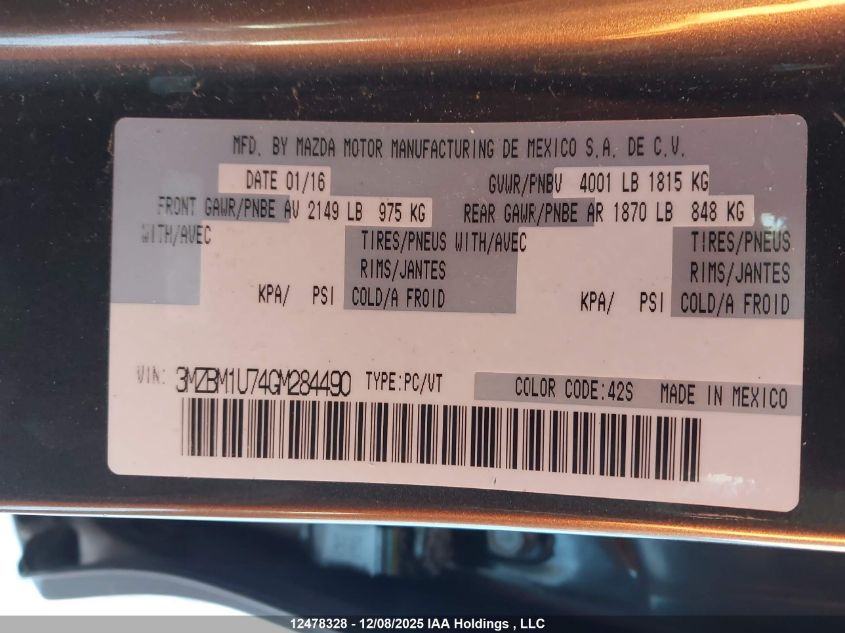 MFD. BY MAZDA MOTOR MANUFACTURING DE MEXICO S.A. DE C.V.
DATE 01/16 GVWR/PNBV 4001 LB 1815 KG
FRONT GAWR/PNBE AV 2149 LB 975 KG REAR GAWR/PNBE AR 1870 LB 848 KG
WITH/AVEC TIRES/PNEUS WITH/AVEC TIRES/PNEUS
RIMS/JANTES RIMS/JANTES
KPA/ PSI COLD/A FROID KPA/ PSI COLD/A FROID
VIN: 3MZBM1U74GM284490 TYPE:PC/VT COLOR CODE:42S MADE IN MEXICO
12478328 - 12/08/2025 IAA Holdings , LLC